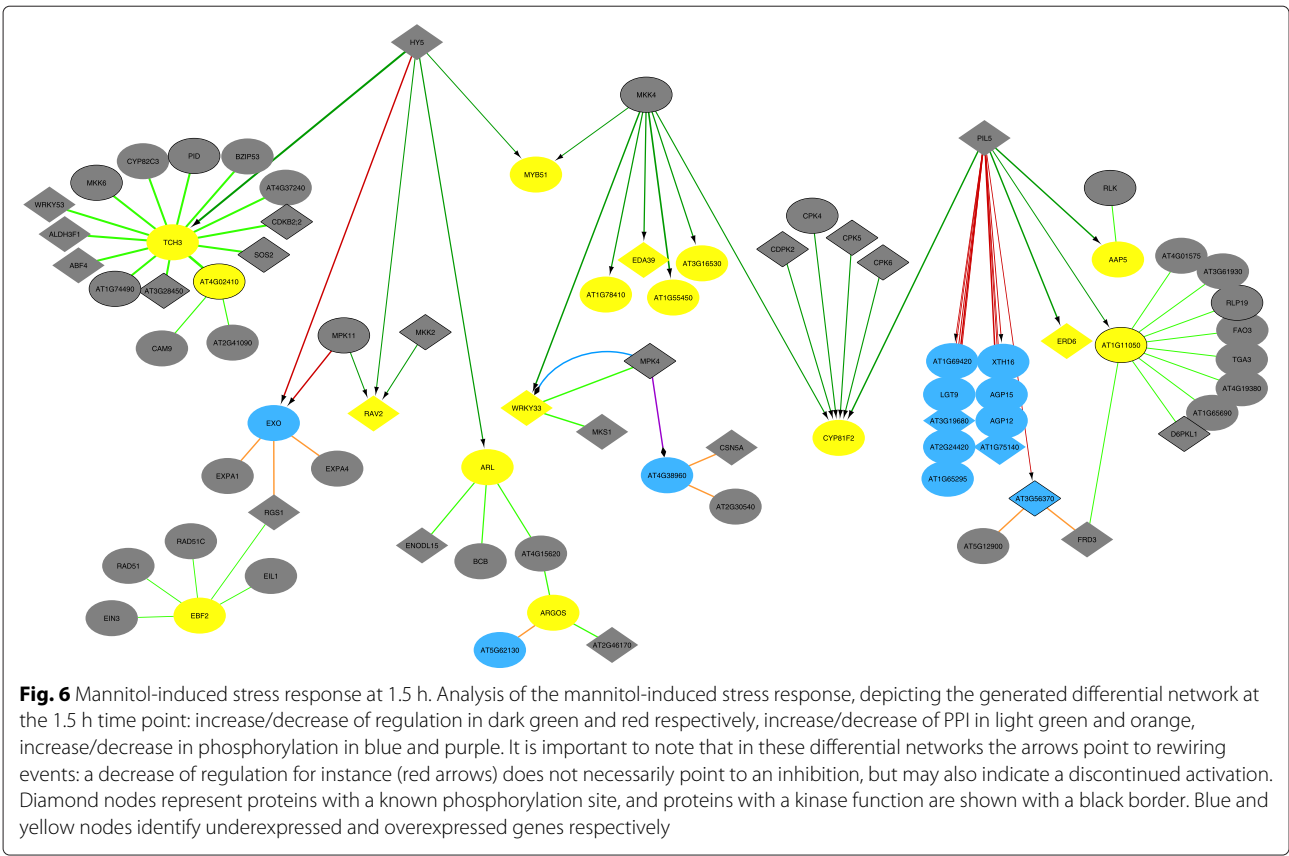 HY5
MKK4
PIL5
CYP82C3
PID
BZIP53
MKK6
AT4G37240
WRKY53
CDKB2;2
ALDH3F1
TCH3
SOS2
ABF4
AT1G74490
AT3G28450
AT4G02410
CAM9
AT2G41090
MYB51
RLK
CPK4
CDPK2
CPK5
CPK6
EDA39
AT3G16530
AT1G78410
AT1G55450
AAP5
AT4G01575
AT3G61930
RLP19
FAO3
TGA3
AT4G19380
AT1G65690
D6PKL1
ERD6
AT1G11050
MPK11
MKK2
MPK4
AT1G69420
XTH16
LGT9
AGP15
AT3G19680
AGP12
AT2G24420
AT1G75140
AT1G65295
EXO
RAV2
WRKY33
MKS1
CYP81F2
EXPA1
EXPA4
RGS1
ARL
CSN5A
AT4G38960
AT2G30540
AT3G56370
AT5G12900
FRD3
RAD51C
RAD51
EIL1
EIN3
EBF2
ENODL15
BCB
AT4G15620
ARGOS
AT5G62130
AT2G46170
Fig. 6 Mannitol-induced stress response at 1.5 h. Analysis of the mannitol-induced stress response, depicting the generated differential network at
the 1.5 h time point: increase/decrease of regulation in dark green and red respectively, increase/decrease of PPI in light green and orange,
increase/decrease in phosphorylation in blue and purple. It is important to note that in these differential networks the arrows point to rewiring
events: a decrease of regulation for instance (red arrows) does not necessarily point to an inhibition, but may also indicate a discontinued activation.
Diamond nodes represent proteins with a known phosphorylation site, and proteins with a kinase function are shown with a black border. Blue and
yellow nodes identify underexpressed and overexpressed genes respectively